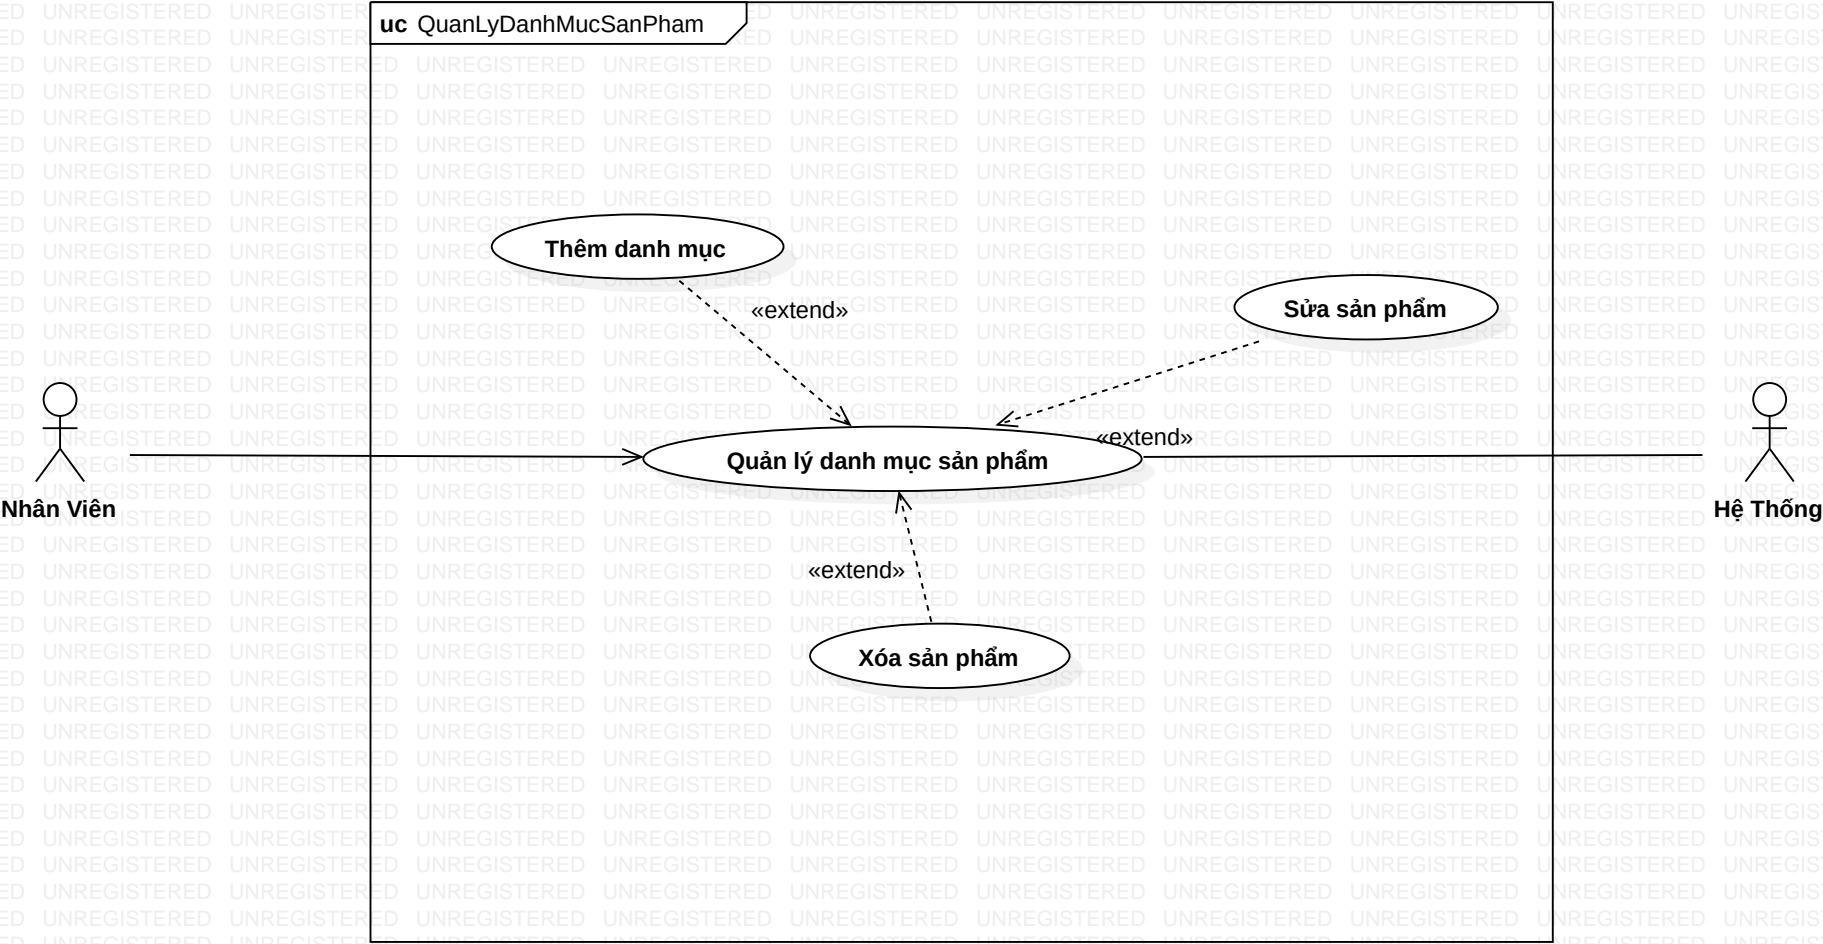 uc QuanLyDanhMucSanPham
Thêm danh mục
«extend»
Sửa sản phẩm
«extend»
Quản lý danh mục sản phẩm
Nhân Viên
Hệ Thống
«extend»
Xóa sản phẩm
UNREGISTERED